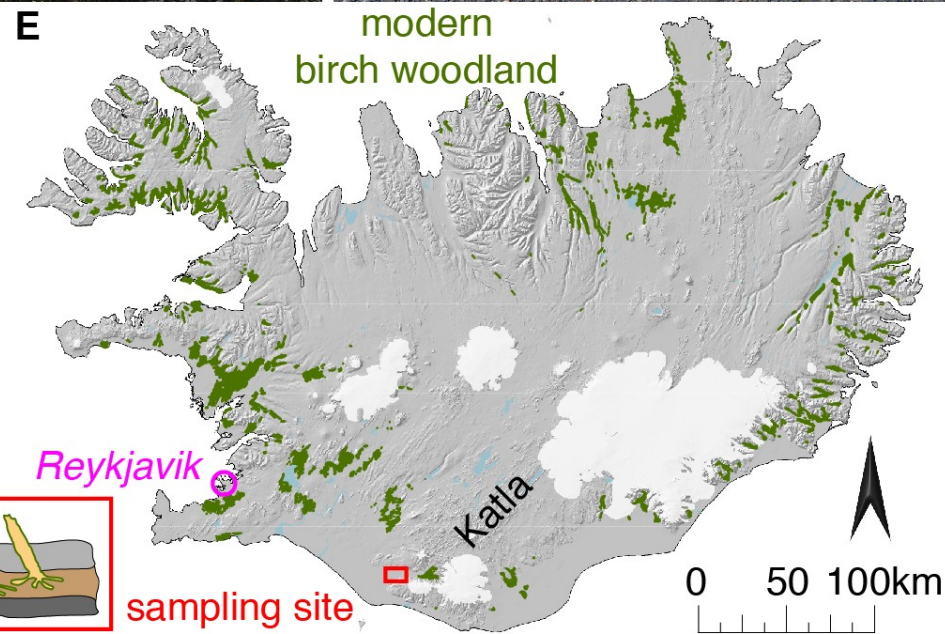 E
modern
birch woodland
Reykjavik
Katla
sampling site
0 50 100km